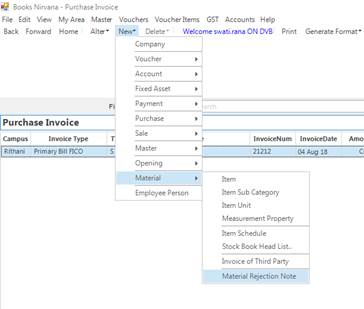 Books Nirvana - Purchase Invoice
File Edit View My Area Master Vouchers Voucher Items GST Accounts Help
Back Forward Home Alter New Delete Welcome swati.rana ON DVB Print Generate Format
Company
Voucher
Account
Fixed Asset
Payment
Fi
Purchase
Purchase Invoice
Sale
Campus Invoice Type T Master InvoiceNum InvoiceDate Amo
Rithani Primary Bill FICO S 21212 04 Aug 18 C
Opening
Material
Item
Employee Person
Item Sub Category
Item Unit
Measurement Property
Item Schedule
Stock Book Head List..
Invoice of Third Party
Material Rejection Note